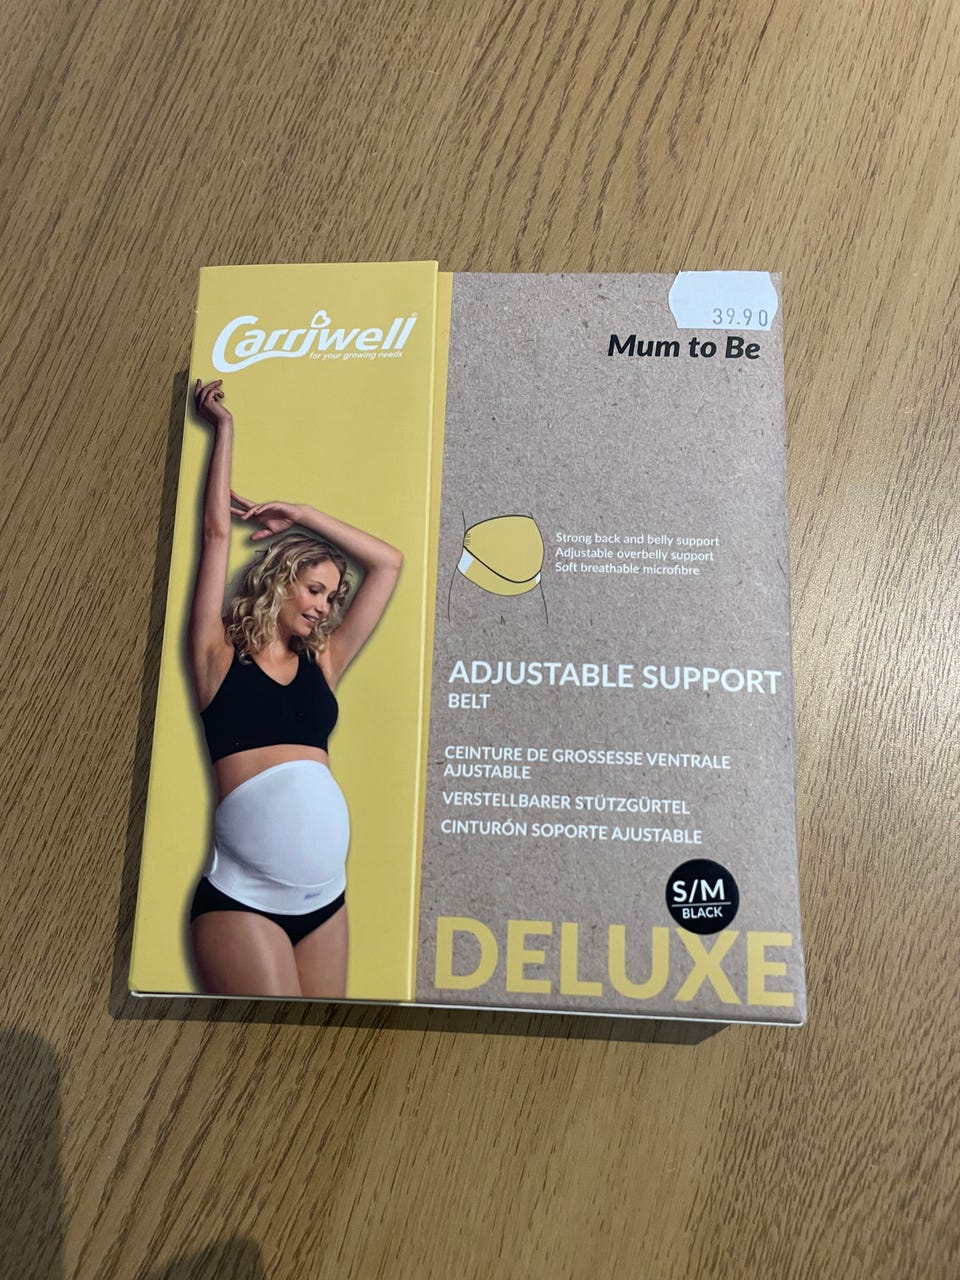 Carriwell®
for your growing needs
39.90
Mum to Be
Strong back and belly support
Adjustable overbelly support
Soft breathable microfibre
ADJUSTABLE SUPPORT
BELT
CEINTURE DE GROSSESSE VENTRALE
AJUSTABLE
VERSTELLBARER STÜTZGÜRTEL
CINTURÓN SOPORTE AJUSTABLE
S/M
BLACK
DELUXE